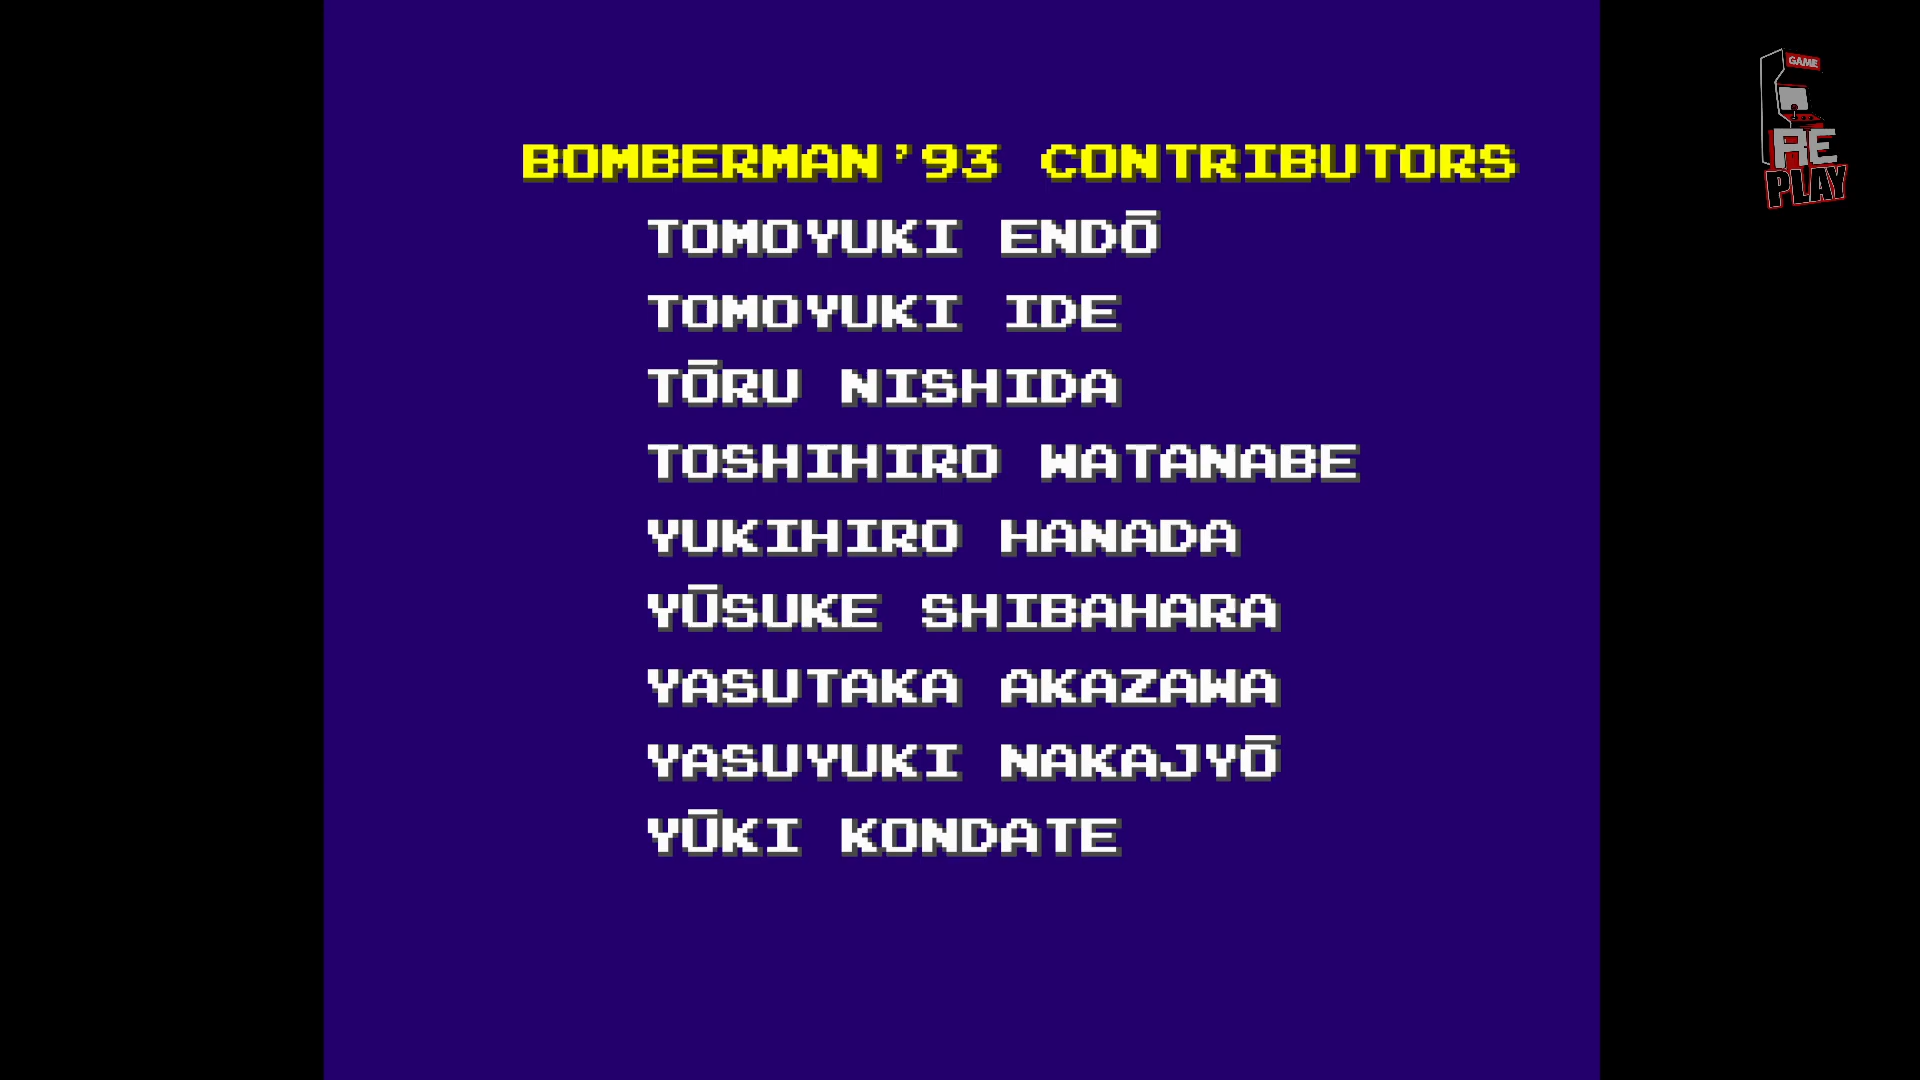 BOMBERMAN'93 CONTRIBUTORS
TOMOYUKI ENDŌ
TOMOYUKI IDE
TŌRU NISHIDA
TOSHIHIRO WATANABE
YUKIHIRO HANADA
YŪSUKE SHIBAHARA
YASUTAKA AKAZAWA
YASUYUKI NAKAJYŌ
YŪKI KONDATE
GAME
RE
PLAY